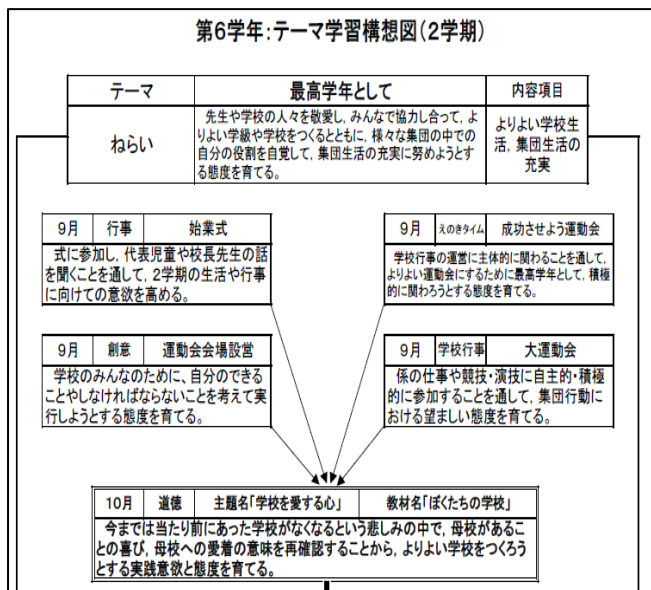 第6学年:テーマ学習構想図(2学期)
テーマ 最高学年として 内容項目
ねらい
先生や学校の人々を敬愛し,みんなで協力し合って,
よりよい学級や学校をつくるとともに,様々な集団の中での
自分の役割を自覚して,集団生活の充実に努めようとす
る態度を育てる。
よりよい学校生
活,集団生活の
充実
9月 行事 始業式
式に参加し,代表児童や校長先生の話
を聞くことを通して,2学期の生活や行事
に向けての意欲を高める。
9月 えのきタイム 成功させよう運動会
学校行事の運営に主体的に関わることを通して,
よりよい運動会にするために最高学年として,積極
的に関わろうとする態度を育てる。
9月 創意 運動会会場設営
学校のみんなのために、自分のできる
ことやしなければならないことを考えて実
行しようとする態度を育てる。
9月 学校行事 大運動会
係の仕事や競技・演技に自主的・積極
的に参加することを通して,集団行動に
おける望ましい態度を育てる。
10月 道徳 主題名「学校を愛する心」 教材名「ぼくたちの学校」
今までは当たり前にあった学校がなくなるという悲しみの中で,母校があるこ
との喜び,母校への愛着の意味を再確認することから,よりよい学校をつくろう
とする実践意欲と態度を育てる。